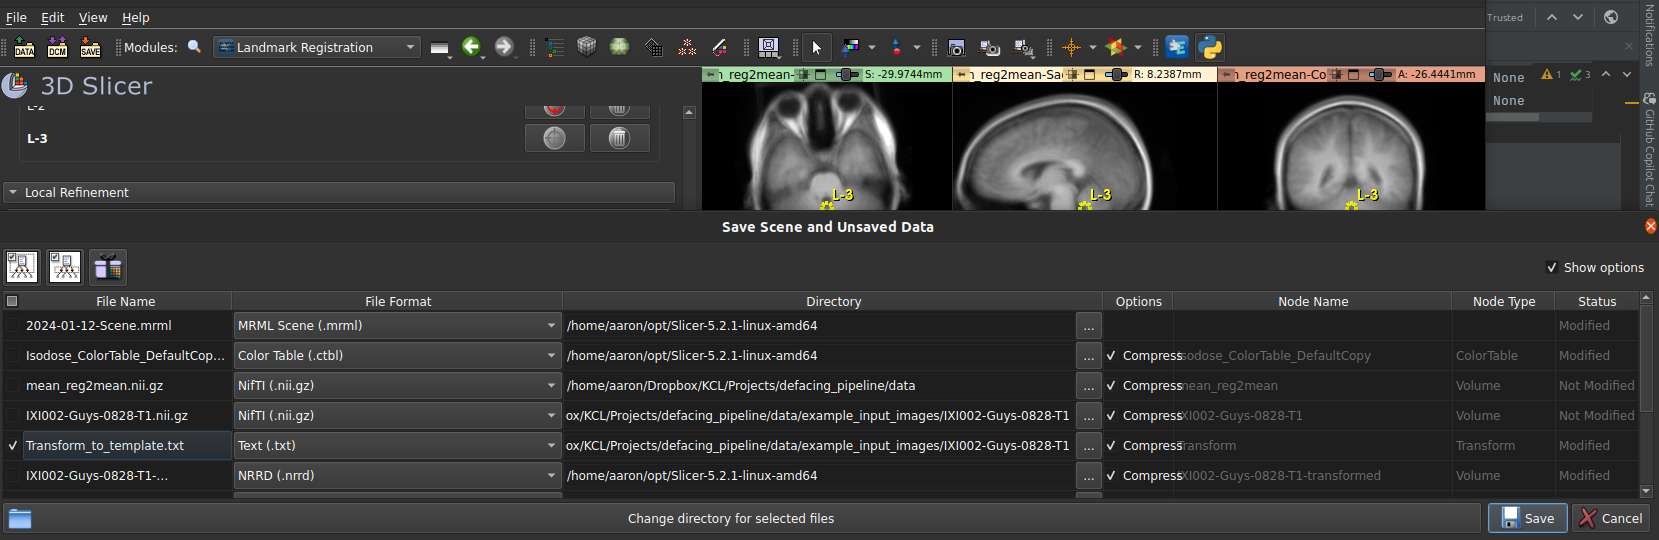 File Edit View Help
Trusted
Notifications
DATA DCM SAVE Modules: Landmark Registration
n_reg2mean- S: -29.9744mm
n_reg2mean-Sa R: 8.2387mm
n_reg2mean-Co A: -26.4441mm
None 1 3
None
GitHub Copilot Chat
3D Slicer
L-2
L-3
L-3
L-3
L-3
Local Refinement
Save Scene and Unsaved Data
Show options
File Name File Format Directory Options Node Name Node Type Status
2024-01-12-Scene.mrml MRML Scene (.mrml) /home/aaron/opt/Slicer-5.2.1-linux-amd64 ... Modified
Isodose_ColorTable_DefaultCop... Color Table (.ctbl) /home/aaron/opt/Slicer-5.2.1-linux-amd64 ... Compress Isodose_ColorTable_DefaultCopy ColorTable Modified
mean_reg2mean.nii.gz NifTI (.nii.gz) /home/aaron/Dropbox/KCL/Projects/defacing_pipeline/data ... Compress mean_reg2mean Volume Not Modified
IXI002-Guys-0828-T1.nii.gz NifTI (.nii.gz) ox/KCL/Projects/defacing_pipeline/data/example_input_images/IXI002-Guys-0828-T1 ... Compress IXI002-Guys-0828-T1 Volume Not Modified
Transform_to_template.txt Text (.txt) ox/KCL/Projects/defacing_pipeline/data/example_input_images/IXI002-Guys-0828-T1 ... Compress Transform Transform Modified
IXI002-Guys-0828-T1-... NRRD (.nrrd) /home/aaron/opt/Slicer-5.2.1-linux-amd64 ... Compress IXI002-Guys-0828-T1-transformed Volume Modified
Change directory for selected files
Save Cancel